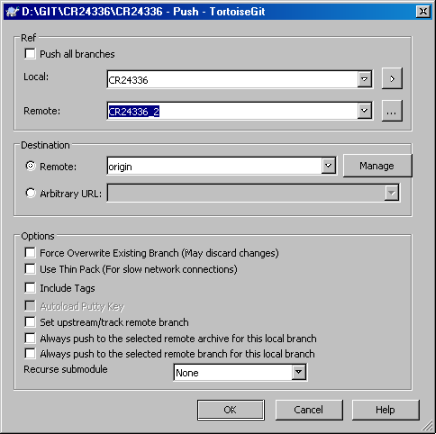 D:\GIT\CR24336\CR24336 - Push - TortoiseGit
Ref
Push all branches
Local: CR24336
Remote: CR24336_2
Destination
Remote: origin Manage
Arbitrary URL:
Options
Force Overwrite Existing Branch (May discard changes)
Use Thin Pack (For slow network connections)
Include Tags
Autoload Putty Key
Set upstream/track remote branch
Always push to the selected remote archive for this local branch
Always push to the selected remote branch for this local branch
Recurse submodule None
OK Cancel Help